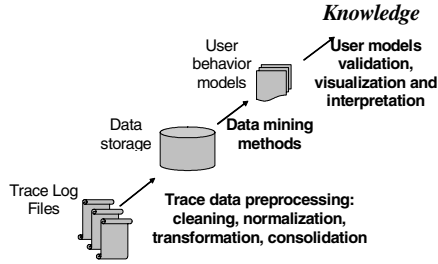 Knowledge
User
behavior
models
User models
validation,
visualization and
interpretation
Data
storage
Data mining
methods
Trace Log
Files
Trace data preprocessing:
cleaning, normalization,
transformation, consolidation